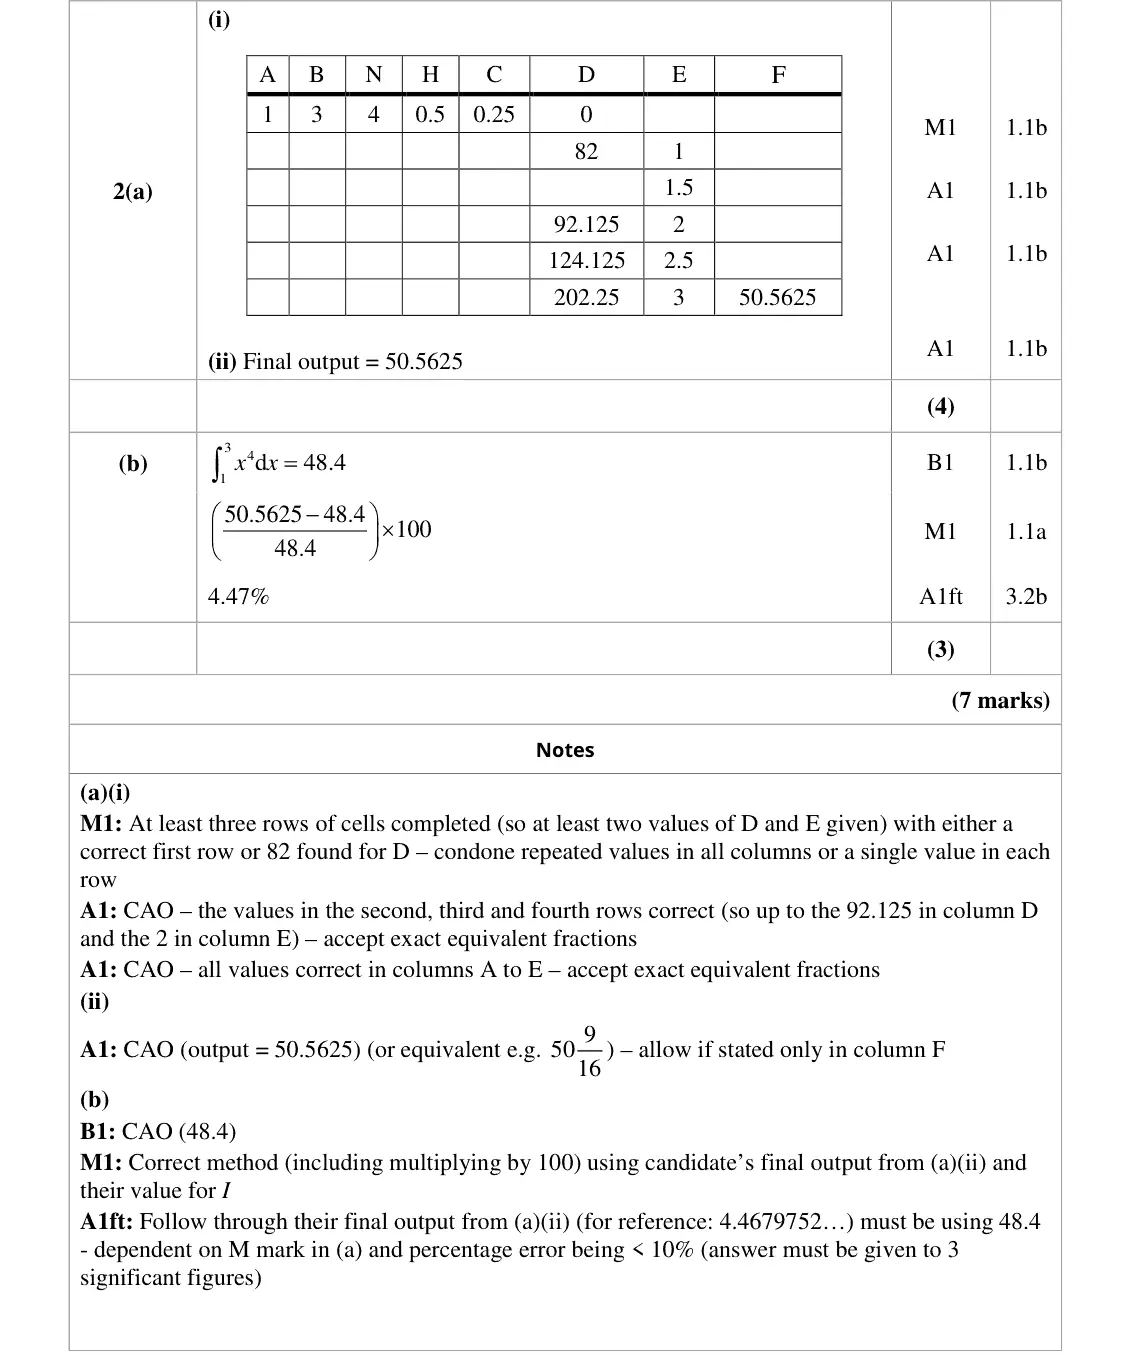 (i)
A B N H C D E F
1 3 4 0.5 0.25 0
M1 1.1b
82 1
2(a)
1.5
A1 1.1b
92.125 2
124.125 2.5
A1 1.1b
202.25 3 50.5625
(ii) Final output = 50.5625
A1 1.1b
(4)
(b) ∫₁³ x⁴dx = 48.4 B1 1.1b
((50.5625 − 48.4)/48.4)×100 M1 1.1a
4.47% A1ft 3.2b
(3)
(7 marks)
Notes
(a)(i)
M1: At least three rows of cells completed (so at least two values of D and E given) with either a
correct first row or 82 found for D – condone repeated values in all columns or a single value in each
row
A1: CAO – the values in the second, third and fourth rows correct (so up to the 92.125 in column D
and the 2 in column E) – accept exact equivalent fractions
A1: CAO – all values correct in columns A to E – accept exact equivalent fractions
(ii)
A1: CAO (output = 50.5625) (or equivalent e.g. 50 9/16 ) – allow if stated only in column F
(b)
B1: CAO (48.4)
M1: Correct method (including multiplying by 100) using candidate’s final output from (a)(ii) and
their value for I
A1ft: Follow through their final output from (a)(ii) (for reference: 4.4679752…) must be using 48.4
- dependent on M mark in (a) and percentage error being < 10% (answer must be given to 3
significant figures)